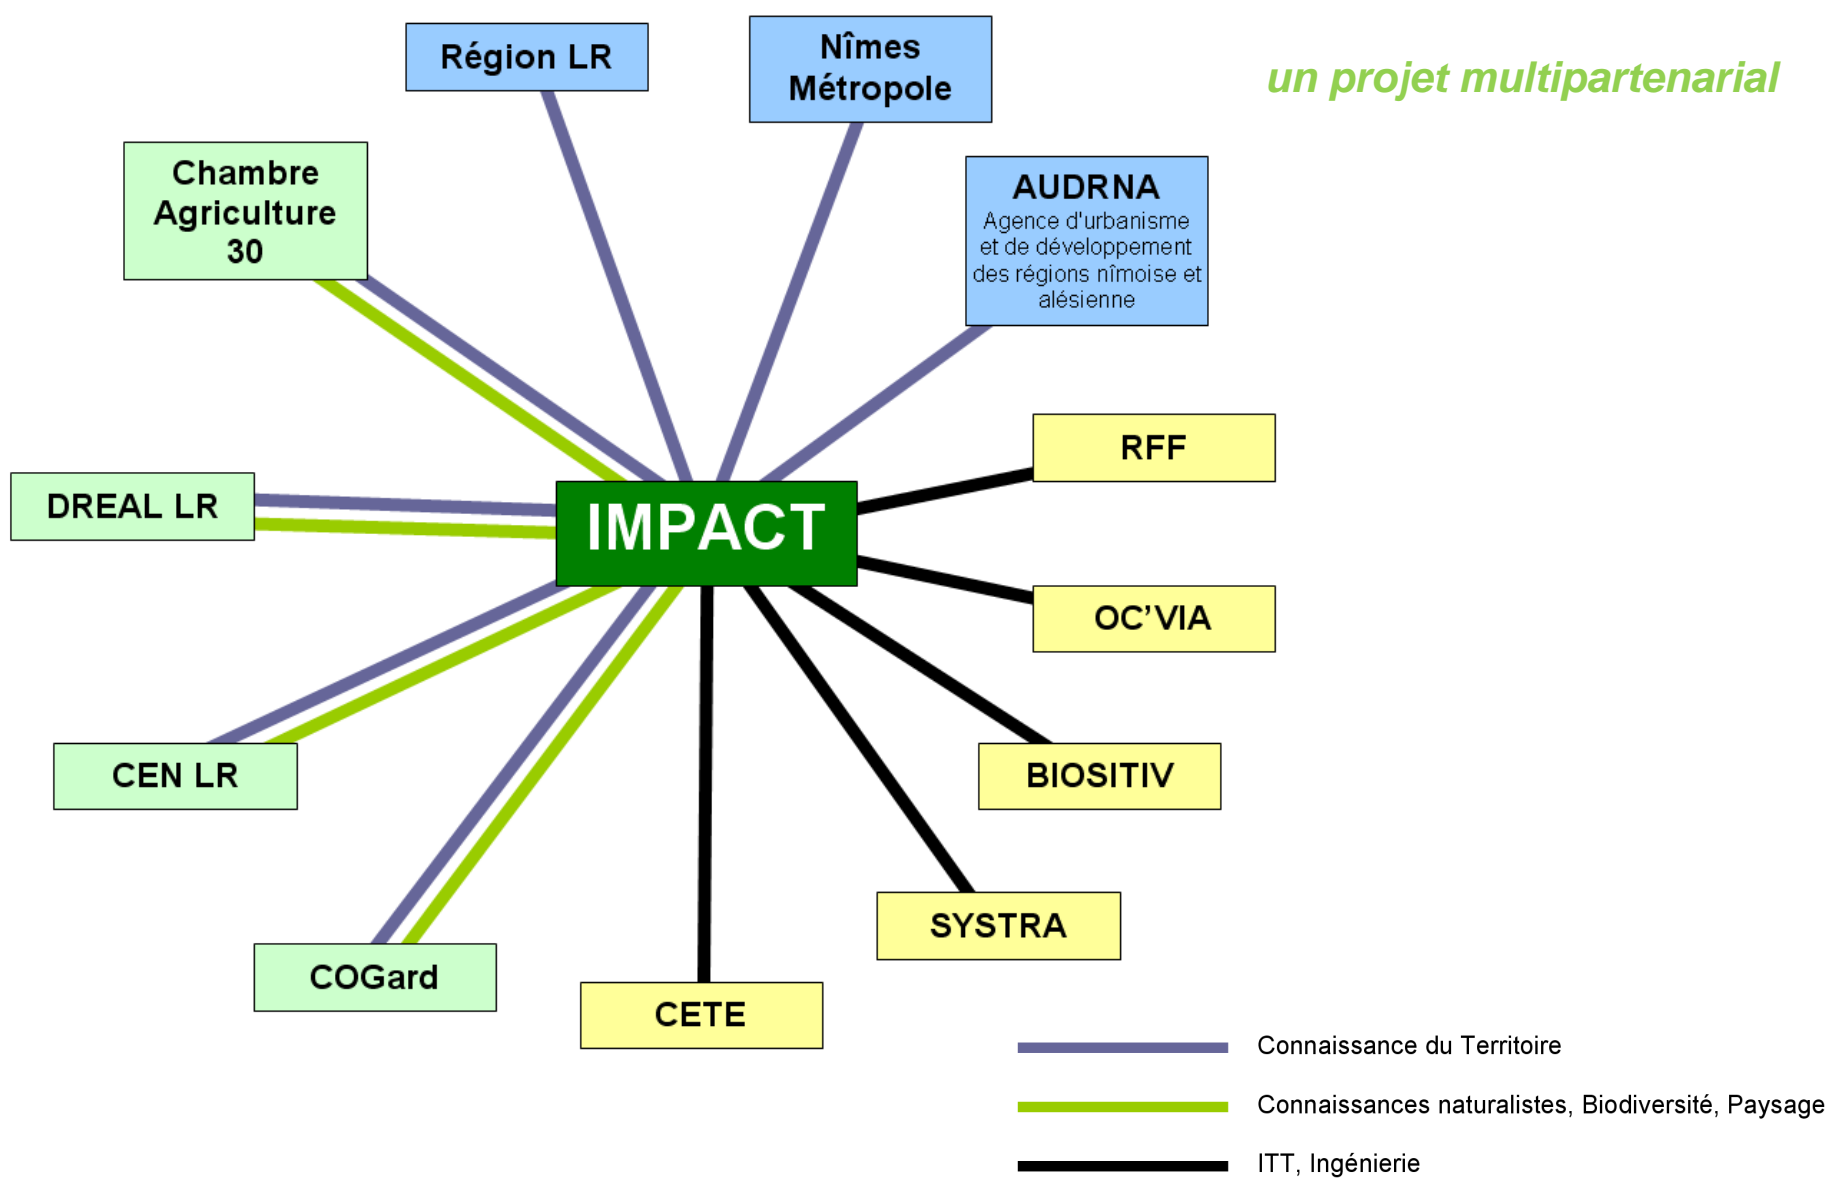 un projet multipartenarial
Région LR
Nîmes
Métropole
Chambre
Agriculture
30
AUDRNA
Agence d'urbanisme
et de développement
des régions nîmoise et
alésienne
RFF
DREAL LR
IMPACT
OC’VIA
CEN LR
BIOSITIV
SYSTRA
COGard
CETE
Connaissance du Territoire
Connaissances naturalistes, Biodiversité, Paysage
ITT, Ingénierie